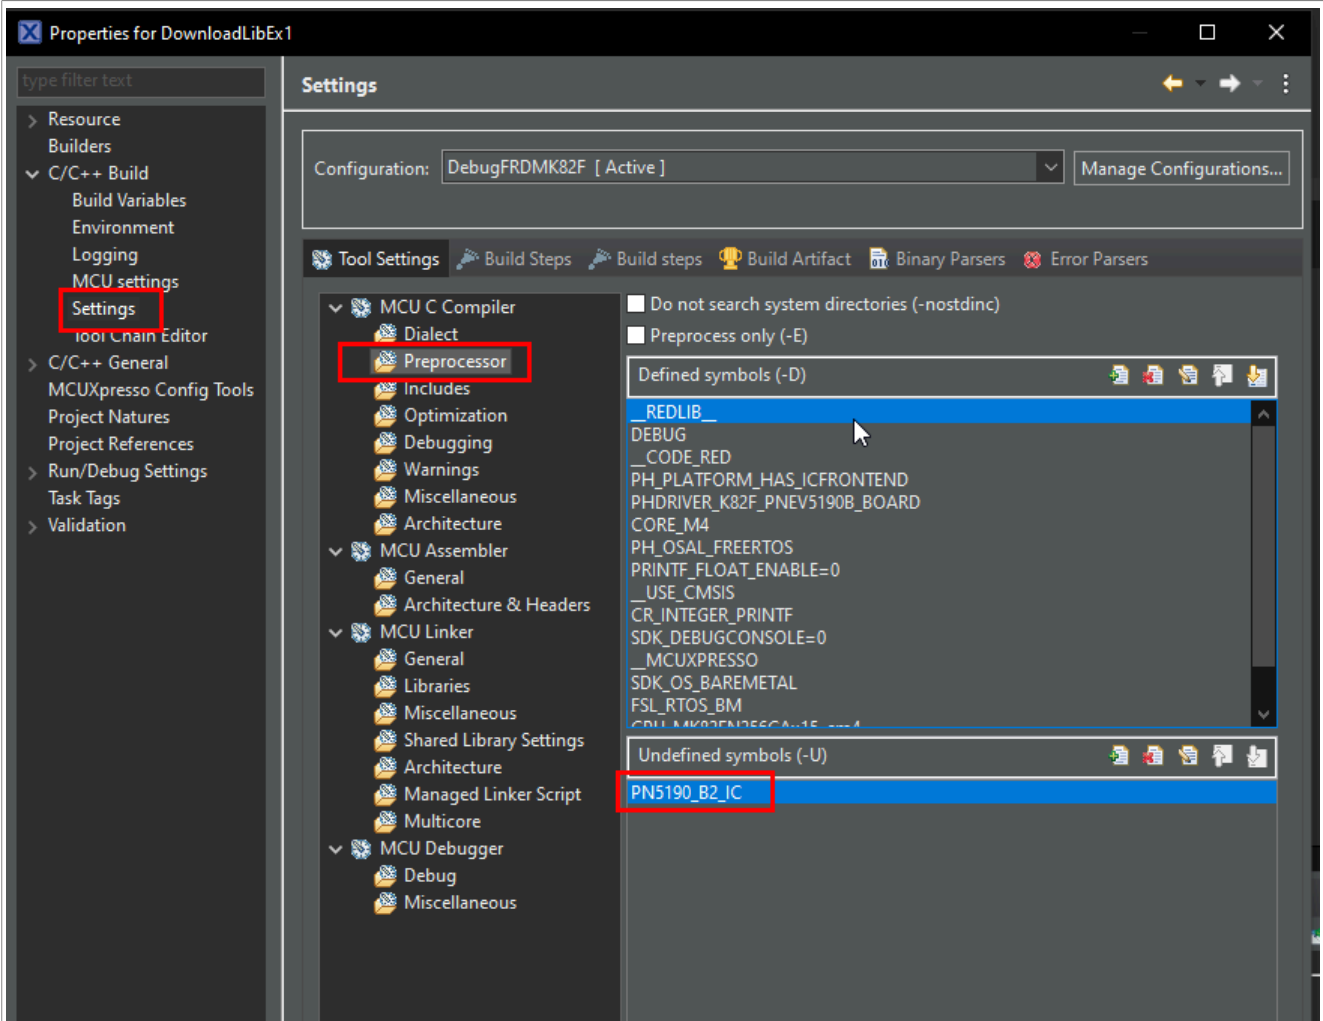 Properties for DownloadLibEx1
type filter text
Resource
Builders
C/C++ Build
Build Variables
Environment
Logging
MCU settings
Settings
Tool Chain Editor
C/C++ General
MCUXpresso Config Tools
Project Natures
Project References
Run/Debug Settings
Task Tags
Validation
Settings
Configuration: DebugFRDMK82F [ Active ] Manage Configurations...
Tool Settings Build Steps Build steps Build Artifact Binary Parsers Error Parsers
MCU C Compiler
Dialect
Preprocessor
Includes
Optimization
Debugging
Warnings
Miscellaneous
Architecture
MCU Assembler
General
Architecture & Headers
MCU Linker
General
Libraries
Miscellaneous
Shared Library Settings
Architecture
Managed Linker Script
Multicore
MCU Debugger
Debug
Miscellaneous
Do not search system directories (-nostdinc)
Preprocess only (-E)
Defined symbols (-D)
__REDLIB__
DEBUG
__CODE_RED
PH_PLATFORM_HAS_ICFRONTEND
PHDRIVER_K82F_PNEV5190B_BOARD
CORE_M4
PH_OSAL_FREERTOS
PRINTF_FLOAT_ENABLE=0
__USE_CMSIS
CR_INTEGER_PRINTF
SDK_DEBUGCONSOLE=0
__MCUXPRESSO
SDK_OS_BAREMETAL
FSL_RTOS_BM
CPU_MK82FN256CAx15_cm4
Undefined symbols (-U)
PN5190_B2_IC